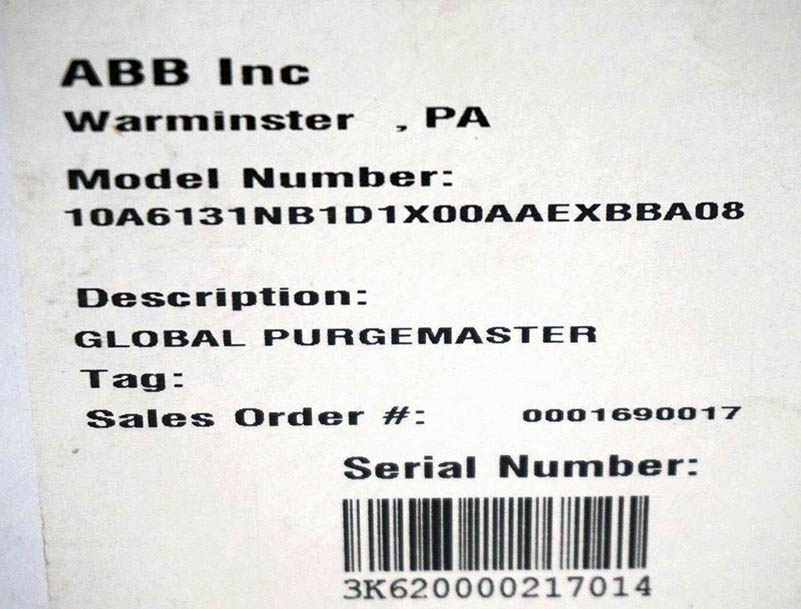 ABB Inc
Warminster , PA
Model Number:
10A6131NB1D1X00AAEXBBA08
Description:
GLOBAL PURGEMASTER
Tag:
Sales Order #: 0001690017
Serial Number:
3K620000217014